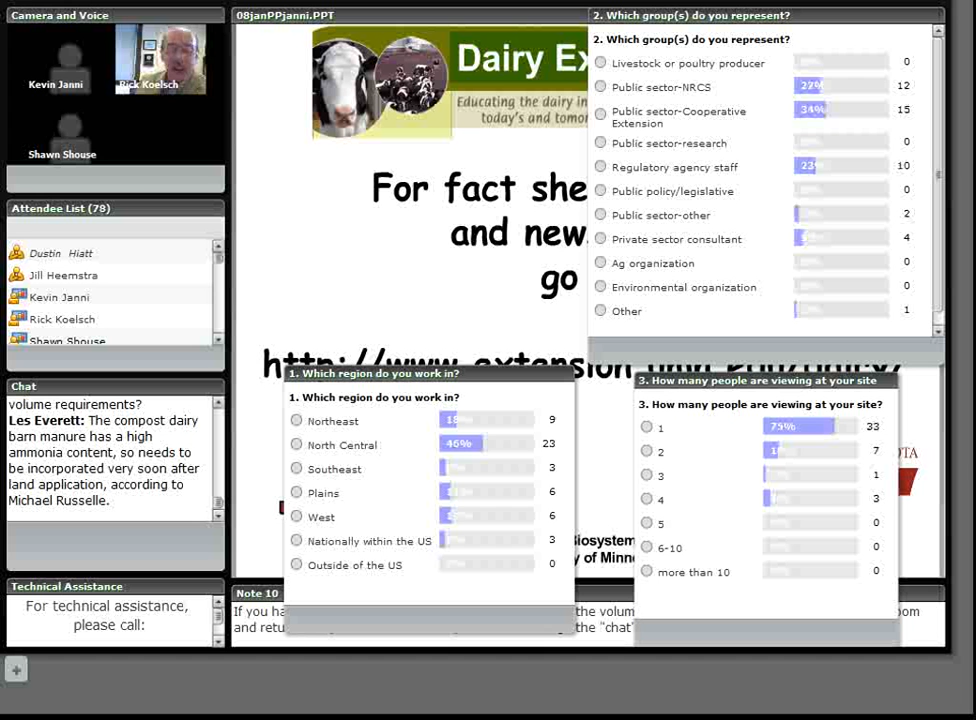 Camera and Voice
Kevin Janni
Rick Koelsch
Shawn Shouse
Attendee List (78)
Dustin Hiatt
Jill Heemstra
Kevin Janni
Rick Koelsch
Shawn Shouse
Chat
volume requirements?
Les Everett: The compost dairy
barn manure has a high
ammonia content, so needs to
be incorporated very soon after
land application, according to
Michael Russelle.
Technical Assistance
For technical assistance,
please call:
08janPPjanni.PPT
Dairy Ex
Educating the dairy in
today's and tomor
For fact she
and new
go
2. Which group(s) do you represent?
2. Which group(s) do you represent?
Livestock or poultry producer 0
Public sector-NRCS 22% 12
Public sector-Cooperative
Extension 34% 15
Public sector-research 0
Regulatory agency staff 23% 10
Public policy/legislative 0
Public sector-other 2
Private sector consultant 4
Ag organization 0
Environmental organization 0
Other 1
1. Which region do you work in?
1. Which region do you work in?
Northeast 18% 9
North Central 46% 23
Southeast 3
Plains 6
West 6
Nationally within the US 3
Outside of the US 0
3. How many people are viewing at your site
3. How many people are viewing at your site?
1 75% 33
2 7
3 1
4 3
5 0
6-10 0
more than 10 0
OTA
Biosystem
y of Minne
Note 10
If you ha
the volum
oom
and retu
the "chat"